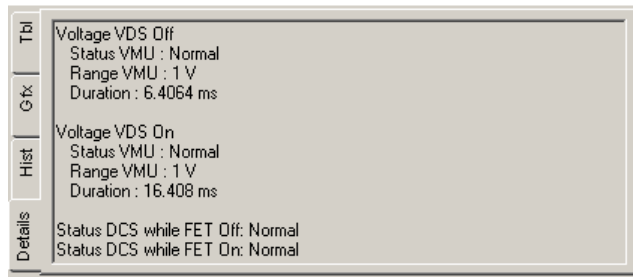 Tbl
Gfx
Hist
Details
Voltage VDS Off
Status VMU : Normal
Range VMU : 1 V
Duration : 6.4064 ms
Voltage VDS On
Status VMU : Normal
Range VMU : 1 V
Duration : 16.408 ms
Status DCS while FET Off: Normal
Status DCS while FET On: Normal